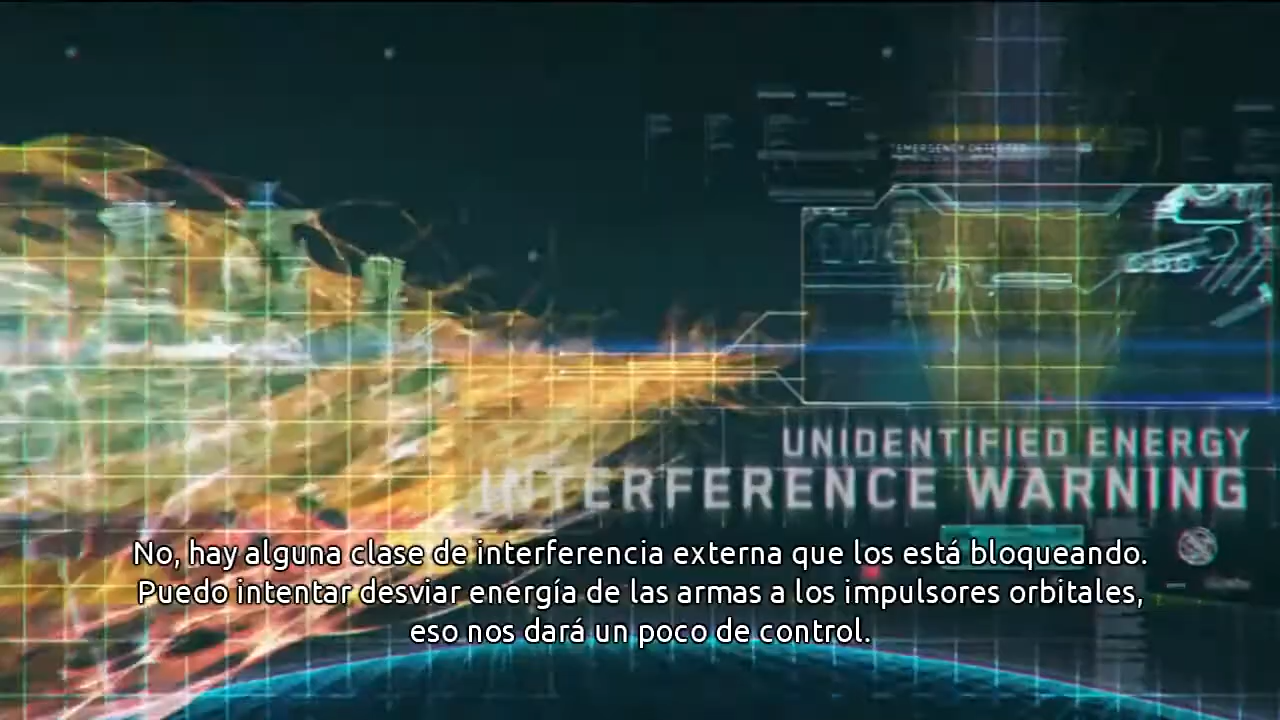 EMERGENCY DETECTED
UNIDENTIFIED ENERGY
INTERFERENCE WARNING
No, hay alguna clase de interferencia externa que los está bloqueando.
Puedo intentar desviar energía de las armas a los impulsores orbitales,
eso nos dará un poco de control.